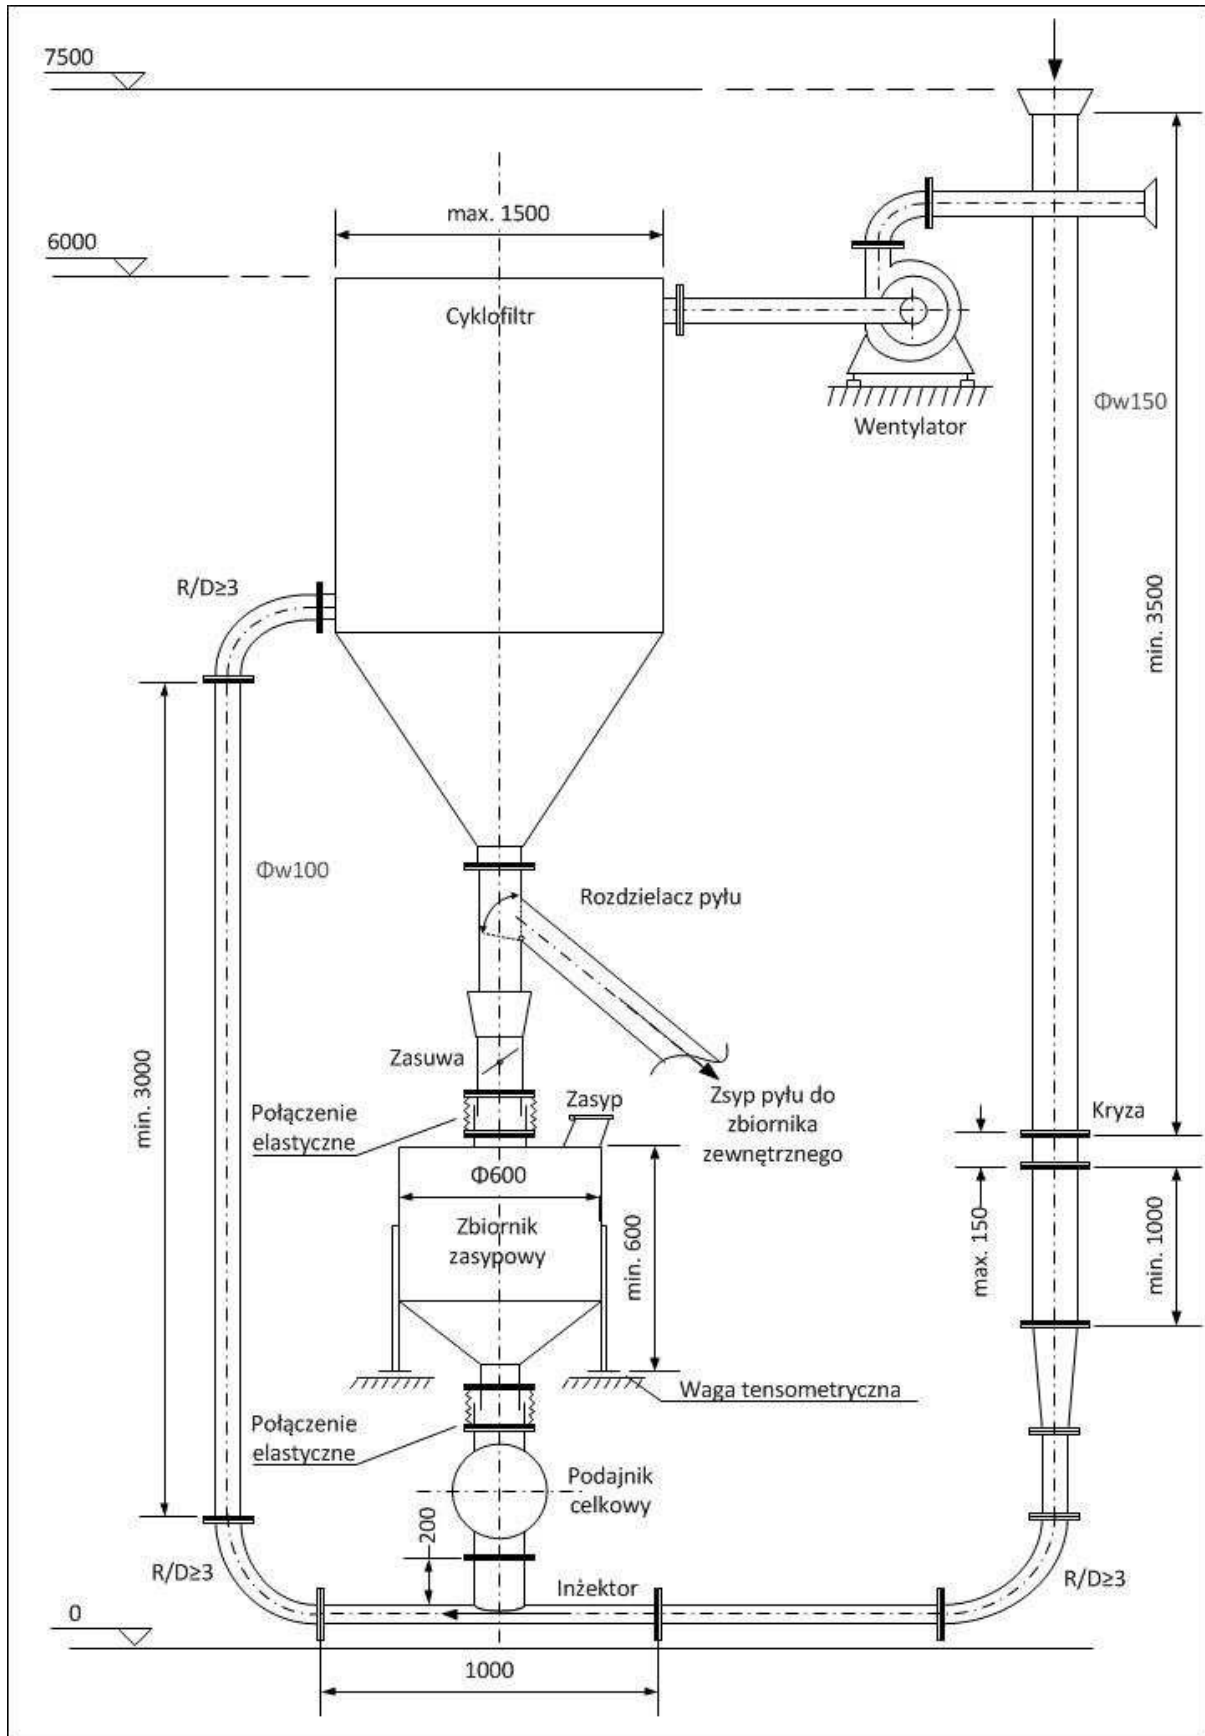 7500
max. 1500
6000
Cyklofiltr
Φw150
Wentylator
R/D≥3
min. 3500
Φw100
Rozdzielacz pyłu
min. 3000
Zasuwa
Zasyp
Zsyp pyłu do
zbiornika
zewnętrznego
Kryza
Połączenie
elastyczne
Φ600
Zbiornik
zasypowy
min. 600
max. 150
min. 1000
Waga tensometryczna
Połączenie
elastyczne
Podajnik
celkowy
200
R/D≥3
Inżektor
R/D≥3
0
1000